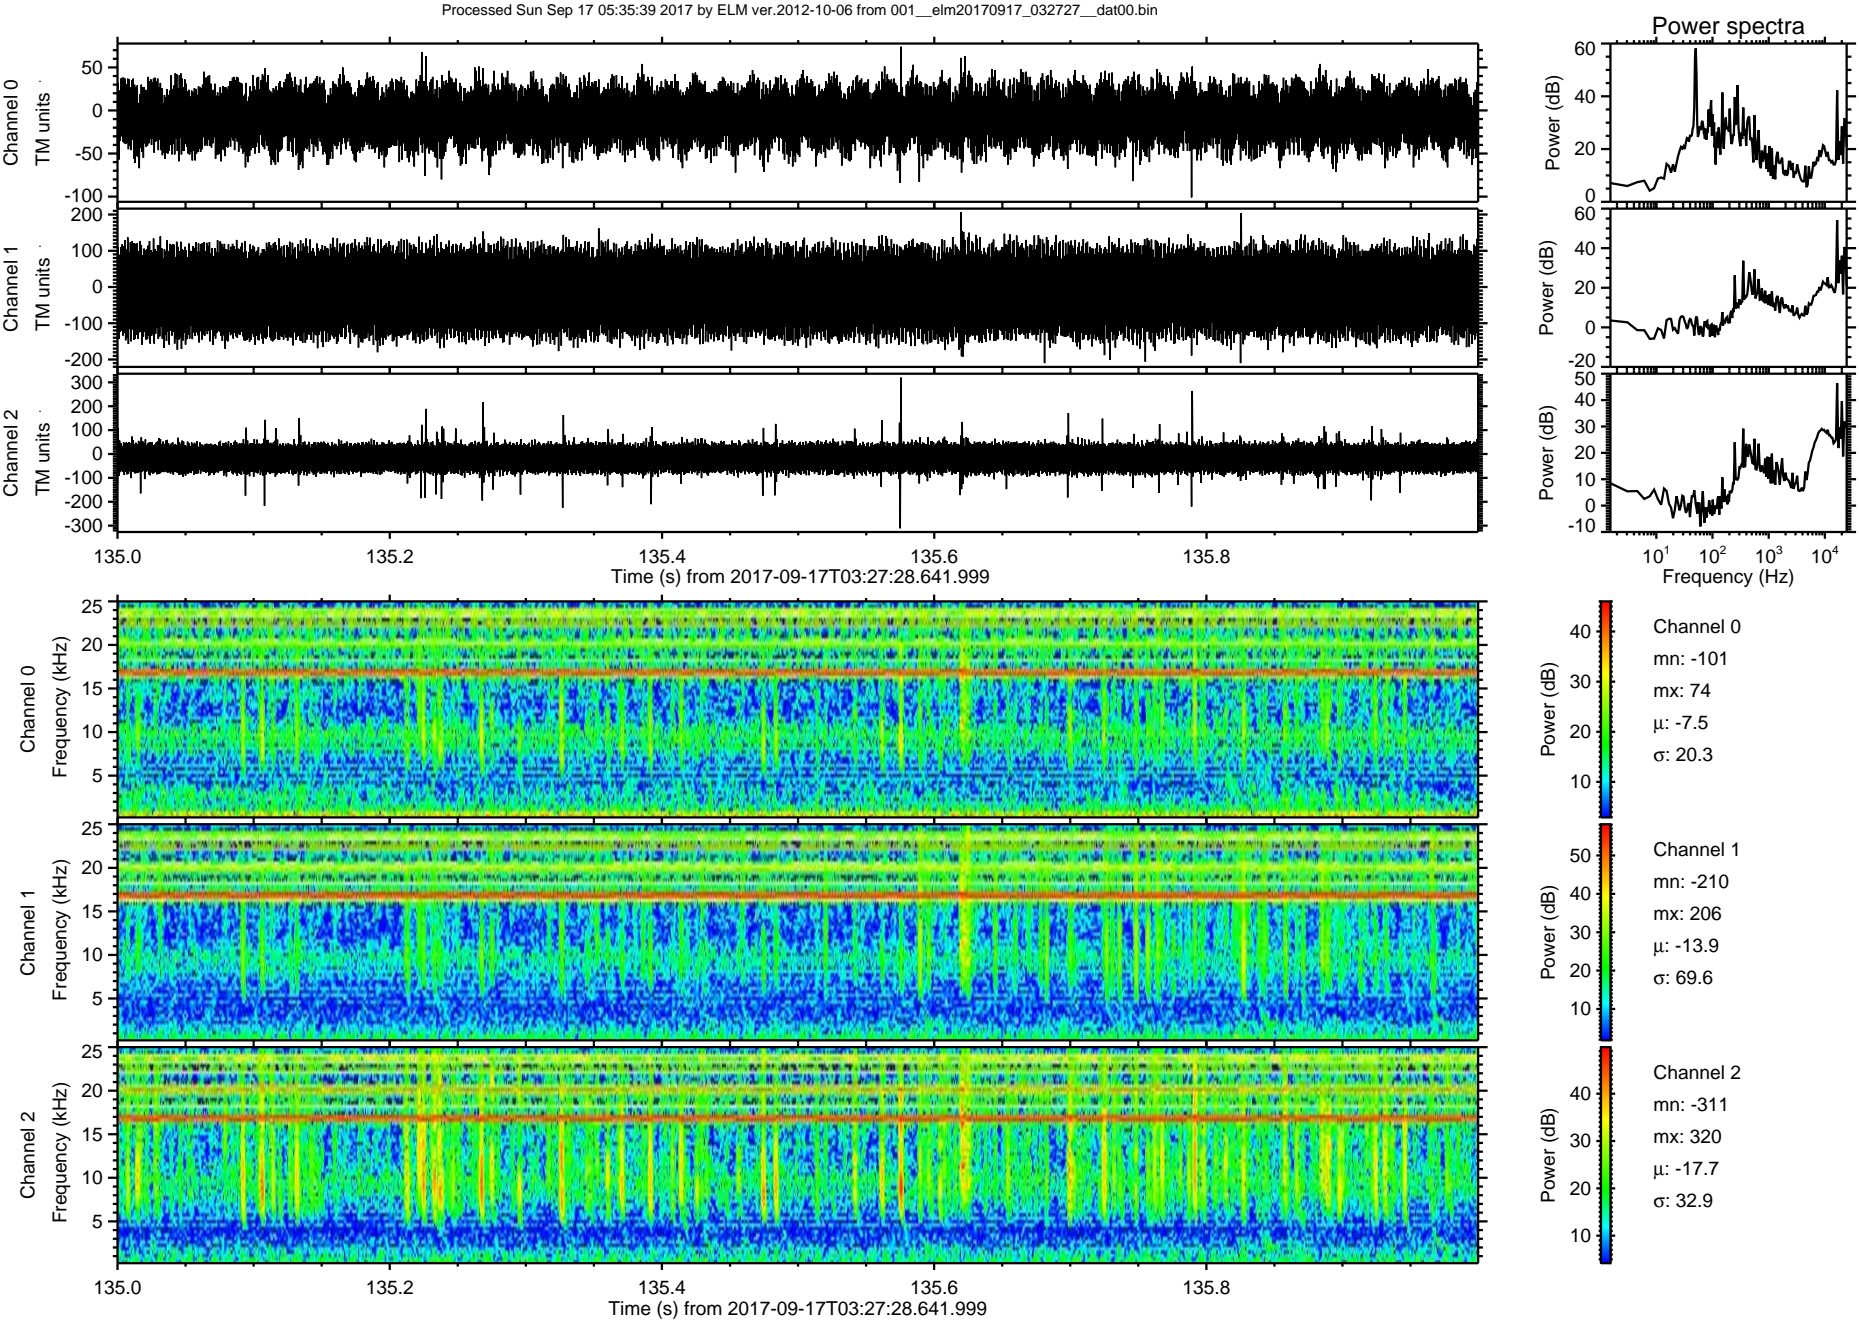 Processed Sun Sep 17 05:35:39 2017 by ELM ver.2012-10-06 from 001__elm20170917_032727__dat00.bin
Power spectra
Channel 0
TM units
50
0
-50
-100
Power (dB)
60
40
20
0
Channel 1
TM units
200
100
0
-100
-200
Power (dB)
60
40
20
0
-20
Channel 2
TM units
300
200
100
0
-100
-200
-300
Power (dB)
50
40
30
20
10
0
-10
135.0 135.2 135.4 135.6 135.8
Time (s) from 2017-09-17T03:27:28.641.999
10¹ 10² 10³ 10⁴
Frequency (Hz)
Channel 0
Frequency (kHz)
25
20
15
10
5
Power (dB)
40
30
20
10
Channel 0
mn: -101
mx: 74
μ: -7.5
σ: 20.3
Channel 1
Frequency (kHz)
25
20
15
10
5
Power (dB)
50
40
30
20
10
Channel 1
mn: -210
mx: 206
μ: -13.9
σ: 69.6
Channel 2
Frequency (kHz)
25
20
15
10
5
Power (dB)
40
30
20
10
Channel 2
mn: -311
mx: 320
μ: -17.7
σ: 32.9
135.0 135.2 135.4 135.6 135.8
Time (s) from 2017-09-17T03:27:28.641.999